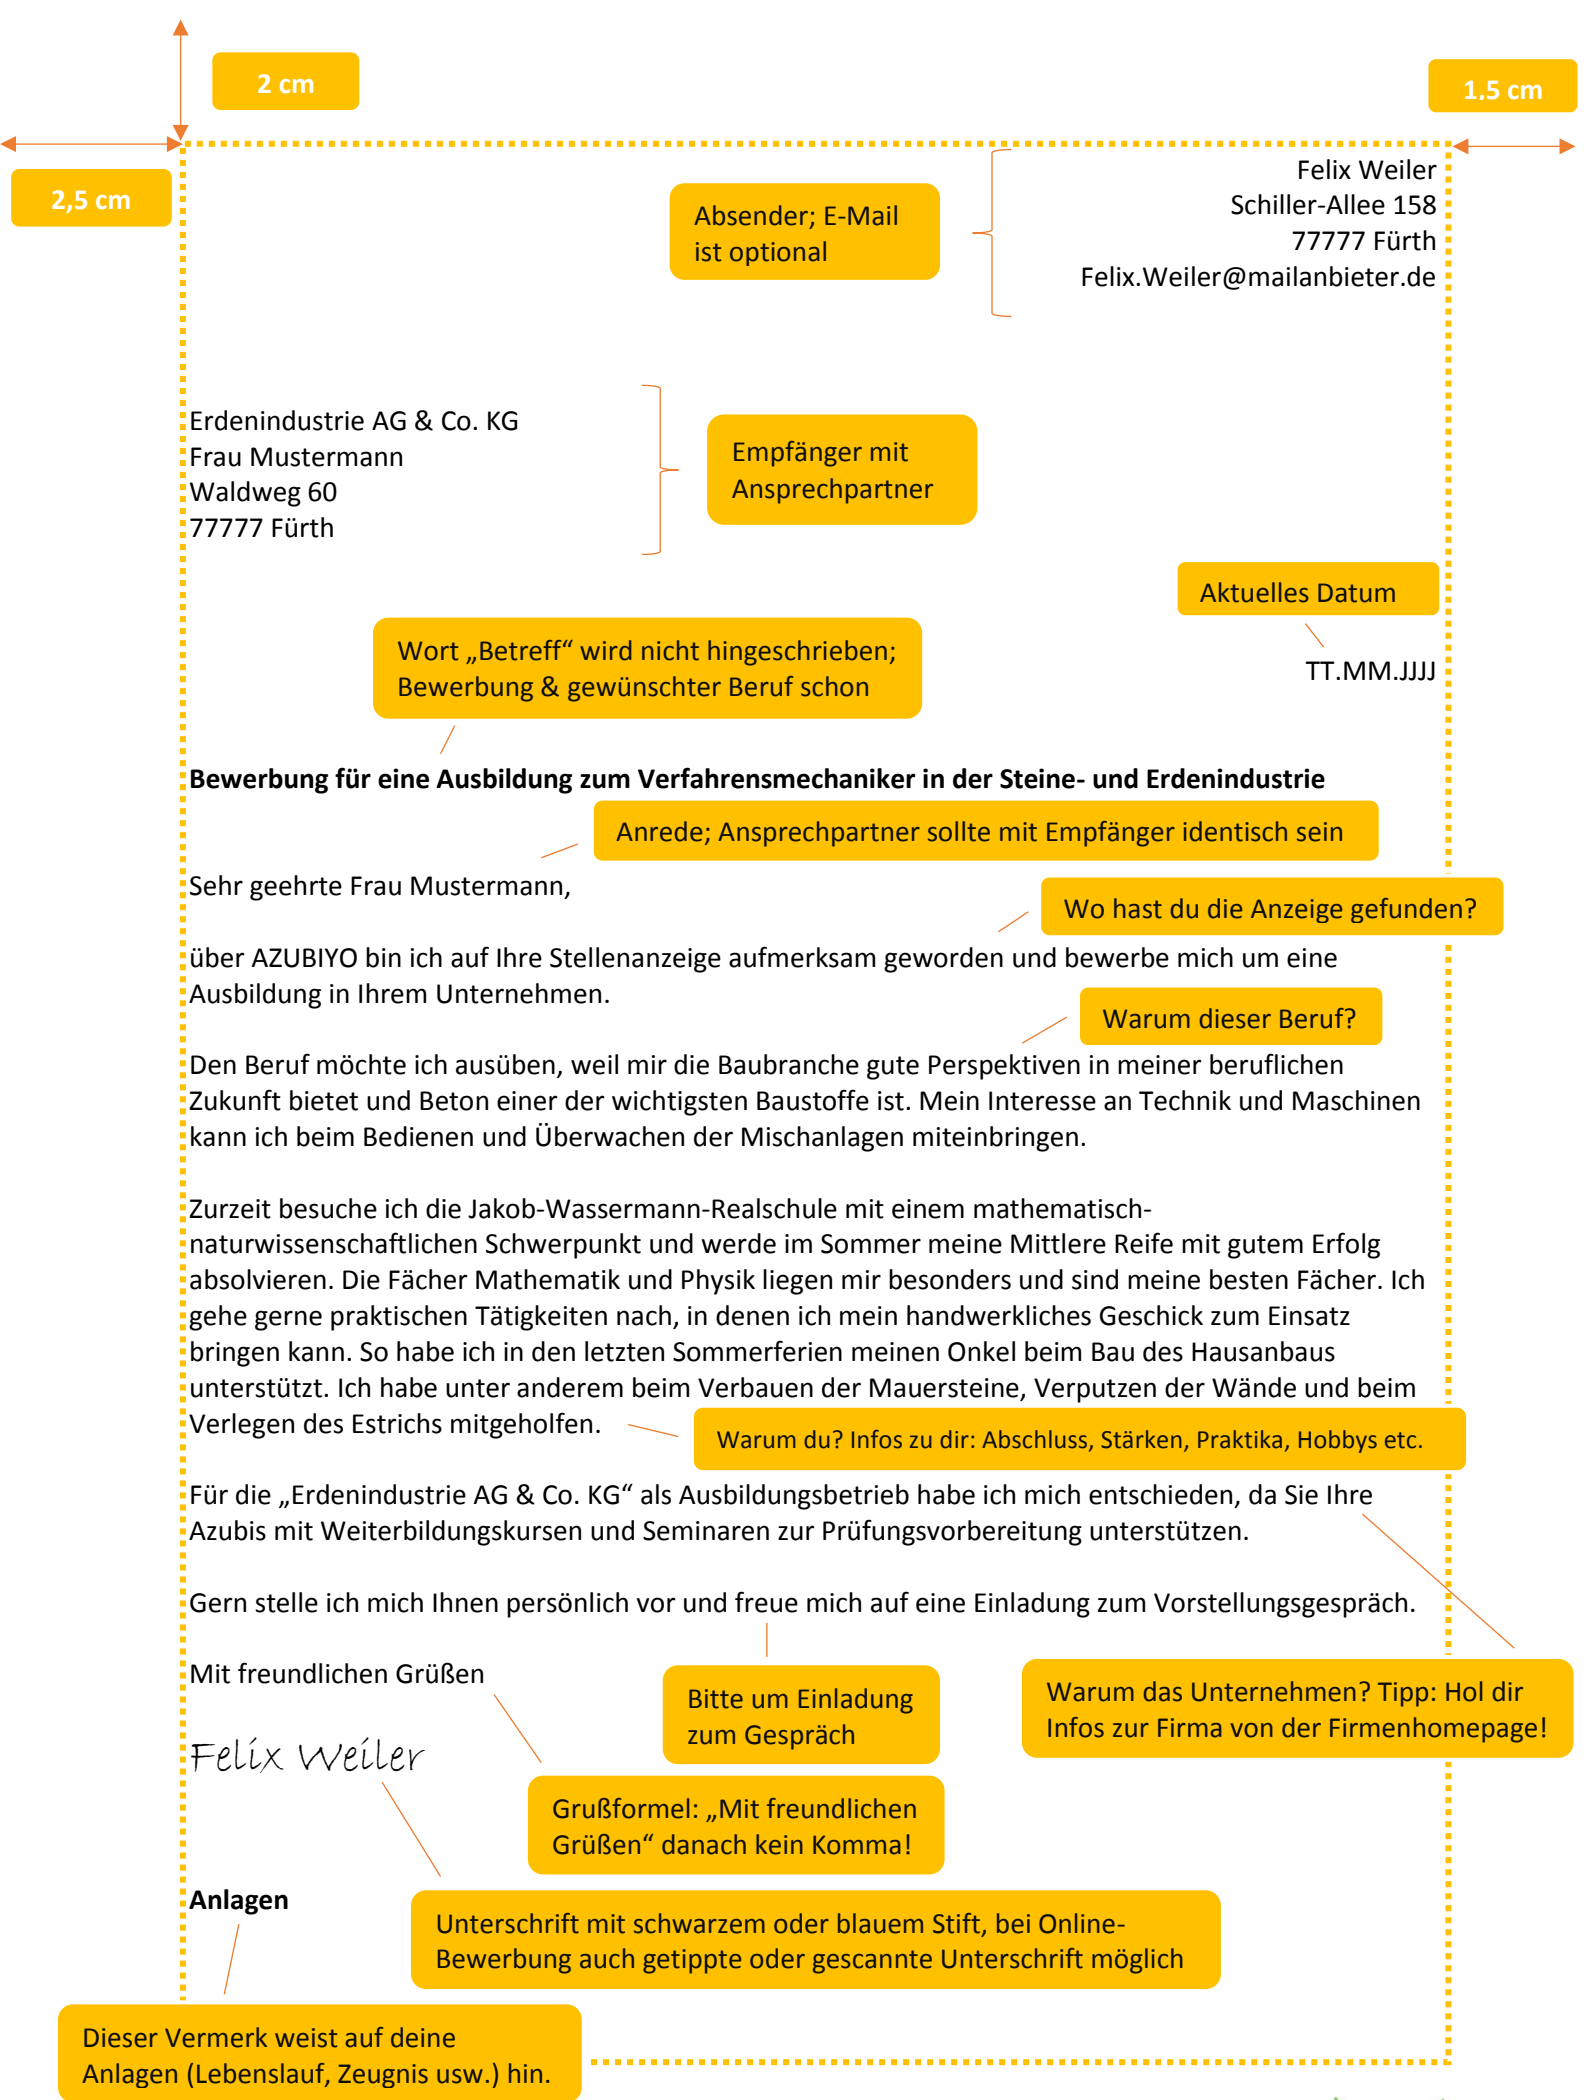 2 cm
1,5 cm
2,5 cm
Absender; E-Mail
ist optional
Felix Weiler
Schiller-Allee 158
77777 Fürth
Felix.Weiler@mailanbieter.de
Erdenindustrie AG & Co. KG
Frau Mustermann
Waldweg 60
77777 Fürth
Empfänger mit
Ansprechpartner
Aktuelles Datum
TT.MM.JJJJ
Wort „Betreff“ wird nicht hingeschrieben;
Bewerbung & gewünschter Beruf schon
Bewerbung für eine Ausbildung zum Verfahrensmechaniker in der Steine- und Erdenindustrie
Anrede; Ansprechpartner sollte mit Empfänger identisch sein
Sehr geehrte Frau Mustermann,
Wo hast du die Anzeige gefunden?
über AZUBIYO bin ich auf Ihre Stellenanzeige aufmerksam geworden und bewerbe mich um eine
Ausbildung in Ihrem Unternehmen.
Warum dieser Beruf?
Den Beruf möchte ich ausüben, weil mir die Baubranche gute Perspektiven in meiner beruflichen
Zukunft bietet und Beton einer der wichtigsten Baustoffe ist. Mein Interesse an Technik und Maschinen
kann ich beim Bedienen und Überwachen der Mischanlagen miteinbringen.
Zurzeit besuche ich die Jakob-Wassermann-Realschule mit einem mathematisch-
naturwissenschaftlichen Schwerpunkt und werde im Sommer meine Mittlere Reife mit gutem Erfolg
absolvieren. Die Fächer Mathematik und Physik liegen mir besonders und sind meine besten Fächer. Ich
gehe gerne praktischen Tätigkeiten nach, in denen ich mein handwerkliches Geschick zum Einsatz
bringen kann. So habe ich in den letzten Sommerferien meinen Onkel beim Bau des Hausanbaus
unterstützt. Ich habe unter anderem beim Verbauen der Mauersteine, Verputzen der Wände und beim
Verlegen des Estrichs mitgeholfen.
Warum du? Infos zu dir: Abschluss, Stärken, Praktika, Hobbys etc.
Für die „Erdenindustrie AG & Co. KG“ als Ausbildungsbetrieb habe ich mich entschieden, da Sie Ihre
Azubis mit Weiterbildungskursen und Seminaren zur Prüfungsvorbereitung unterstützen.
Gern stelle ich mich Ihnen persönlich vor und freue mich auf eine Einladung zum Vorstellungsgespräch.
Mit freundlichen Grüßen
Bitte um Einladung
zum Gespräch
Warum das Unternehmen? Tipp: Hol dir
Infos zur Firma von der Firmenhomepage!
Felix Weiler
Grußformel: „Mit freundlichen
Grüßen“ danach kein Komma!
Anlagen
Unterschrift mit schwarzem oder blauem Stift, bei Online-
Bewerbung auch getippte oder gescannte Unterschrift möglich
Dieser Vermerk weist auf deine
Anlagen (Lebenslauf, Zeugnis usw.) hin.